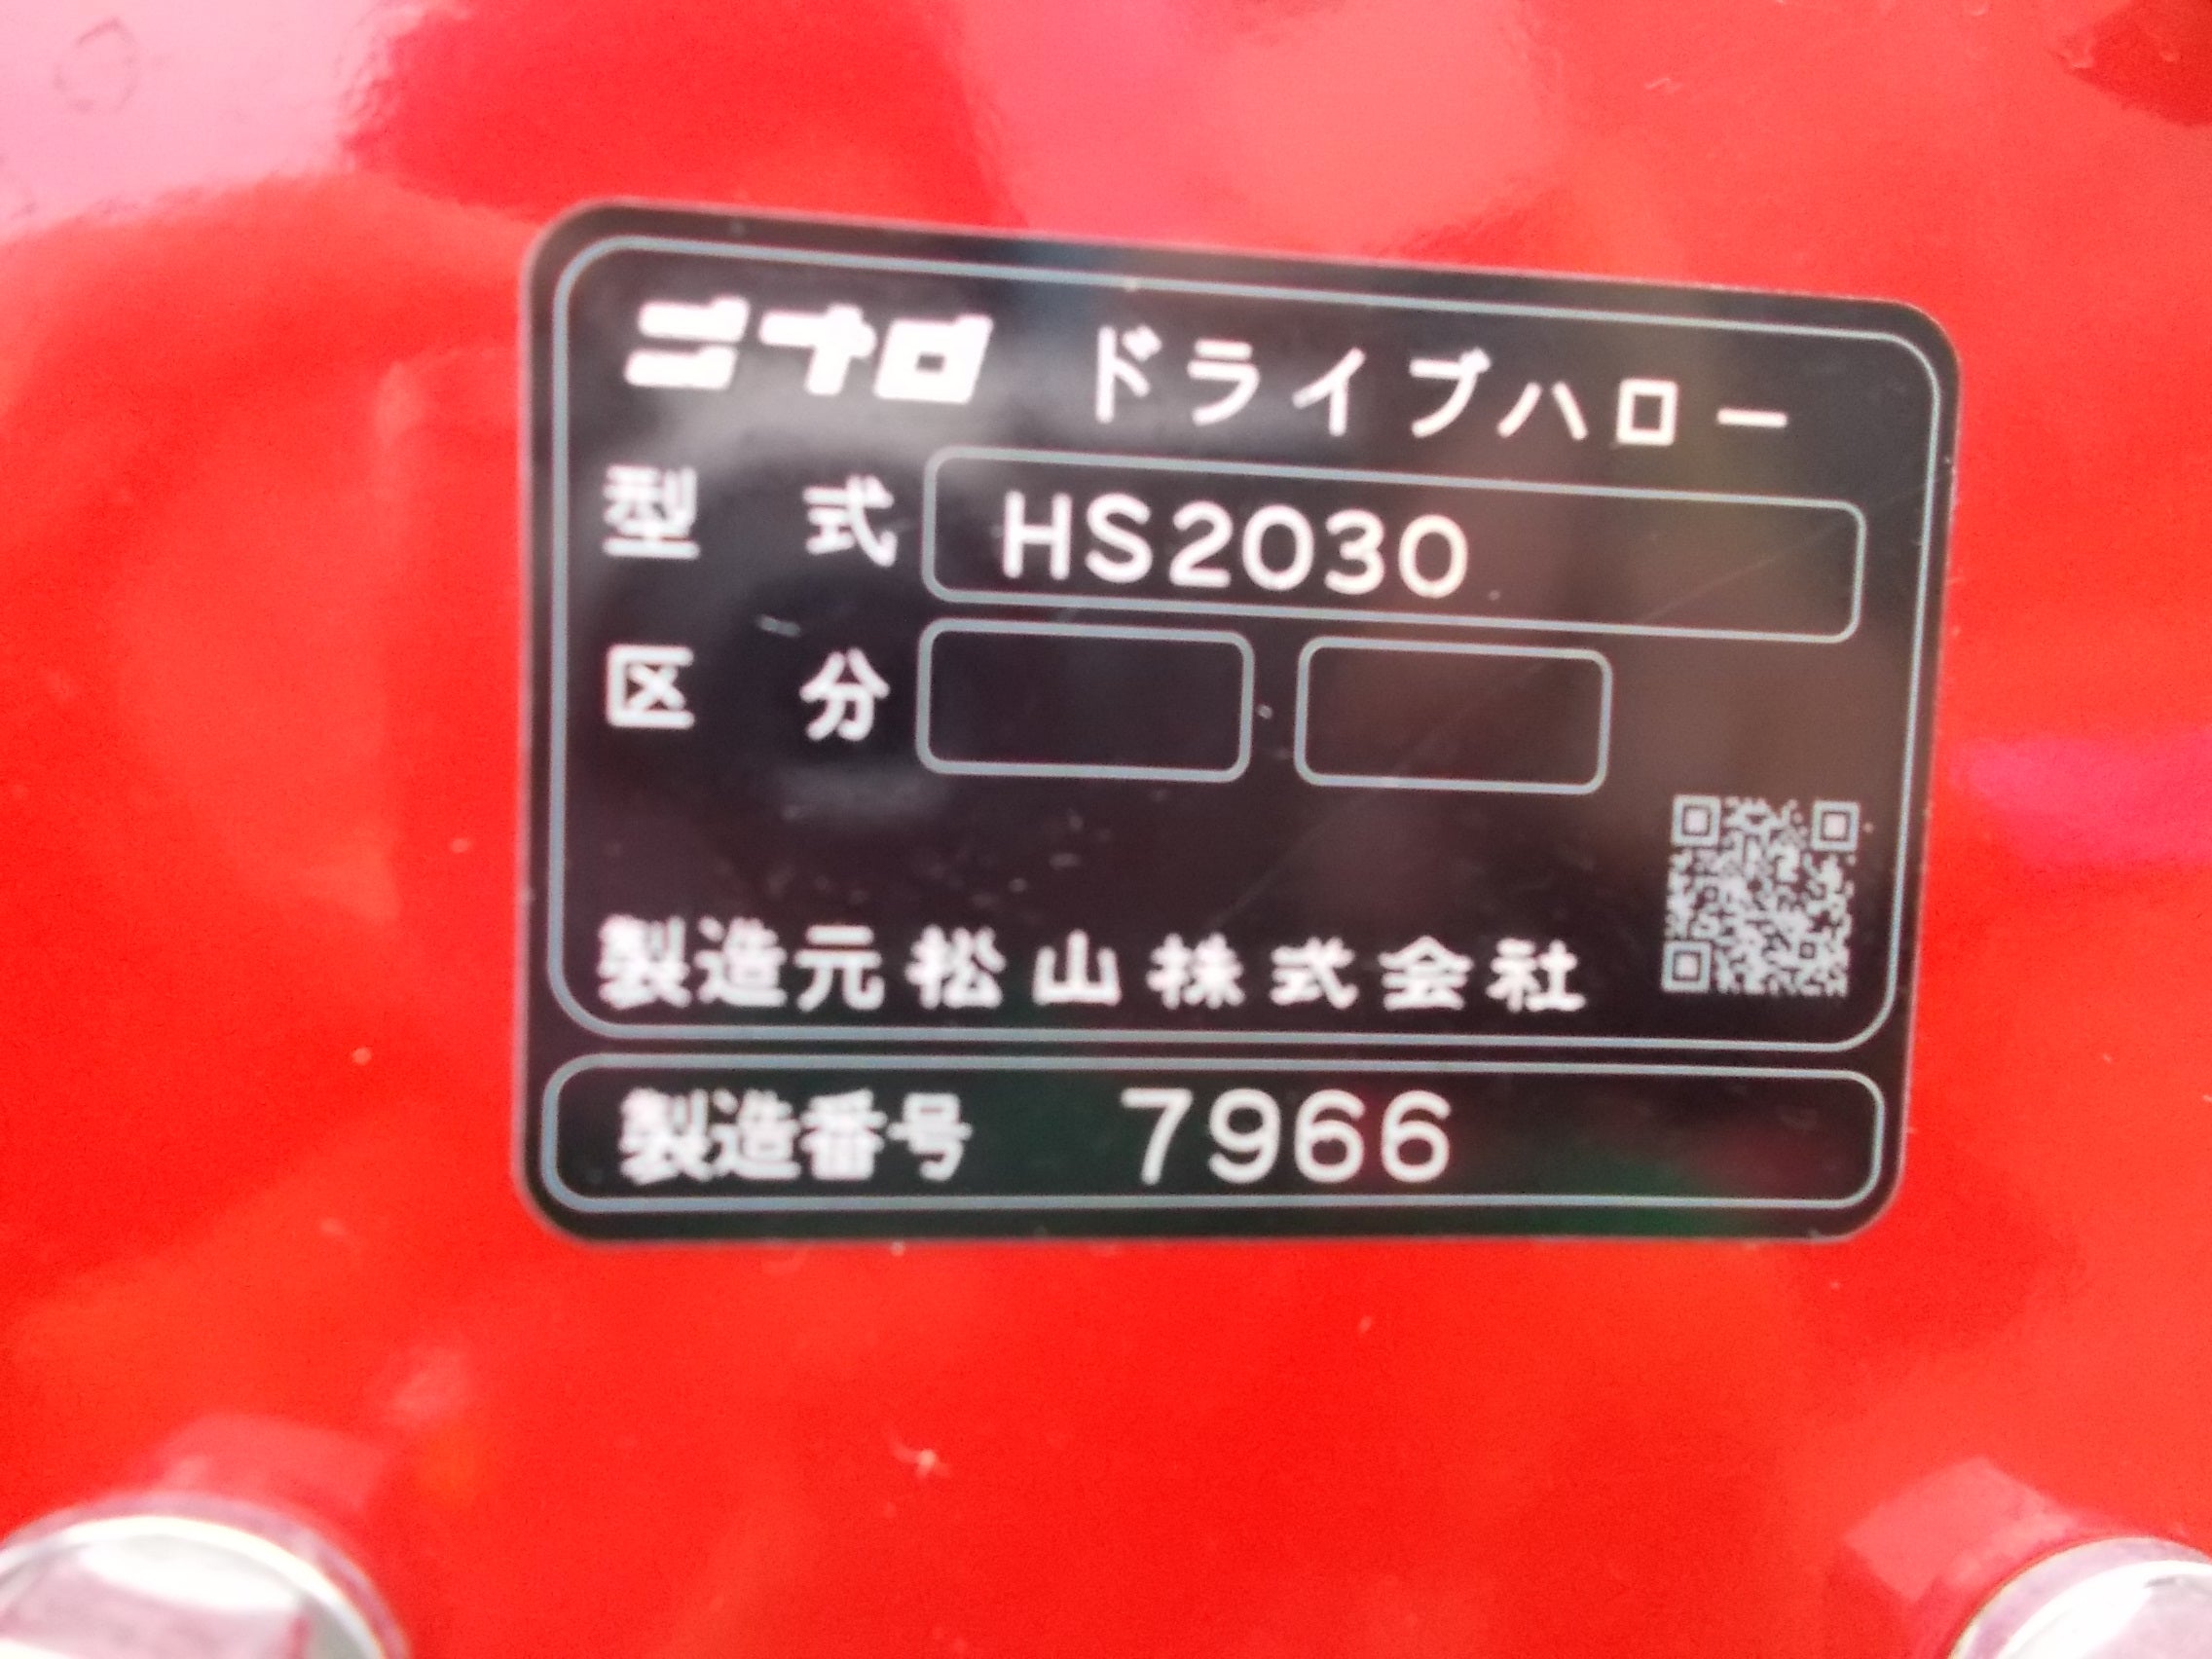 ニプロ ドライブハロー
型式 HS2030
区分
製造元 松山株式会社
製造番号 7966